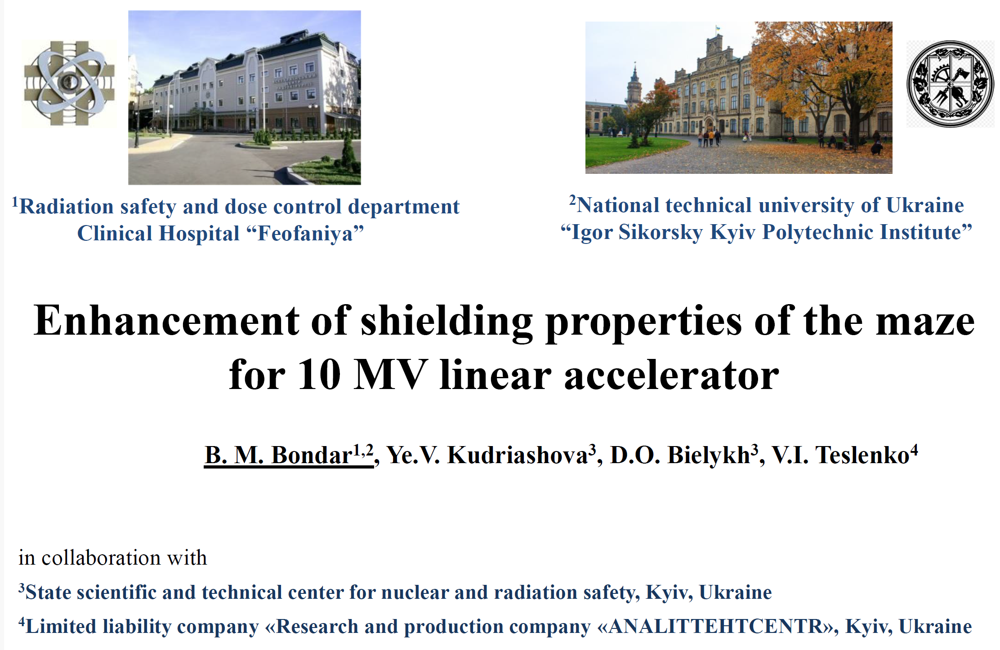 ¹Radiation safety and dose control department
Clinical Hospital “Feofaniya”
²National technical university of Ukraine
“Igor Sikorsky Kyiv Polytechnic Institute”
Enhancement of shielding properties of the maze
for 10 MV linear accelerator
B. M. Bondar¹,², Ye.V. Kudriashova³, D.O. Bielykh³, V.I. Teslenko⁴
in collaboration with
³State scientific and technical center for nuclear and radiation safety, Kyiv, Ukraine
⁴Limited liability company «Research and production company «ANALITTEHTCENTR», Kyiv, Ukraine